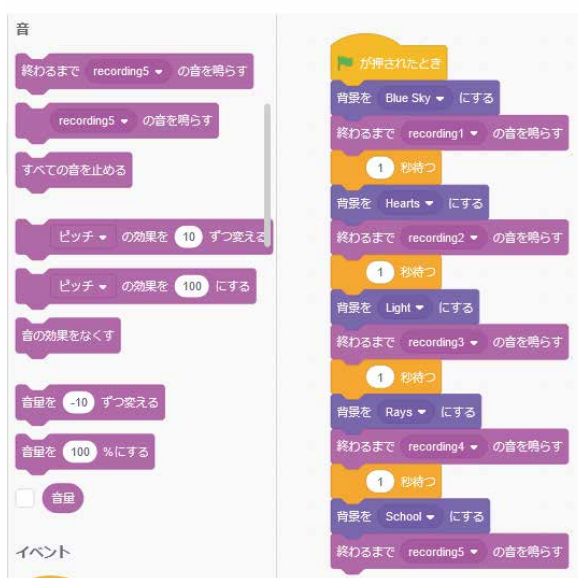 音
終わるまで recording5 の音を鳴らす
recording5 の音を鳴らす
すべての音を止める
ピッチ の効果を 10 ずつ変える
ピッチ の効果を 100 にする
音の効果をなくす
音量を -10 ずつ変える
音量を 100 %にする
音量
イベント
が押されたとき
背景を Blue Sky にする
終わるまで recording1 の音を鳴らす
1 秒待つ
背景を Hearts にする
終わるまで recording2 の音を鳴らす
1 秒待つ
背景を Light にする
終わるまで recording3 の音を鳴らす
1 秒待つ
背景を Rays にする
終わるまで recording4 の音を鳴らす
1 秒待つ
背景を School にする
終わるまで recording5 の音を鳴らす